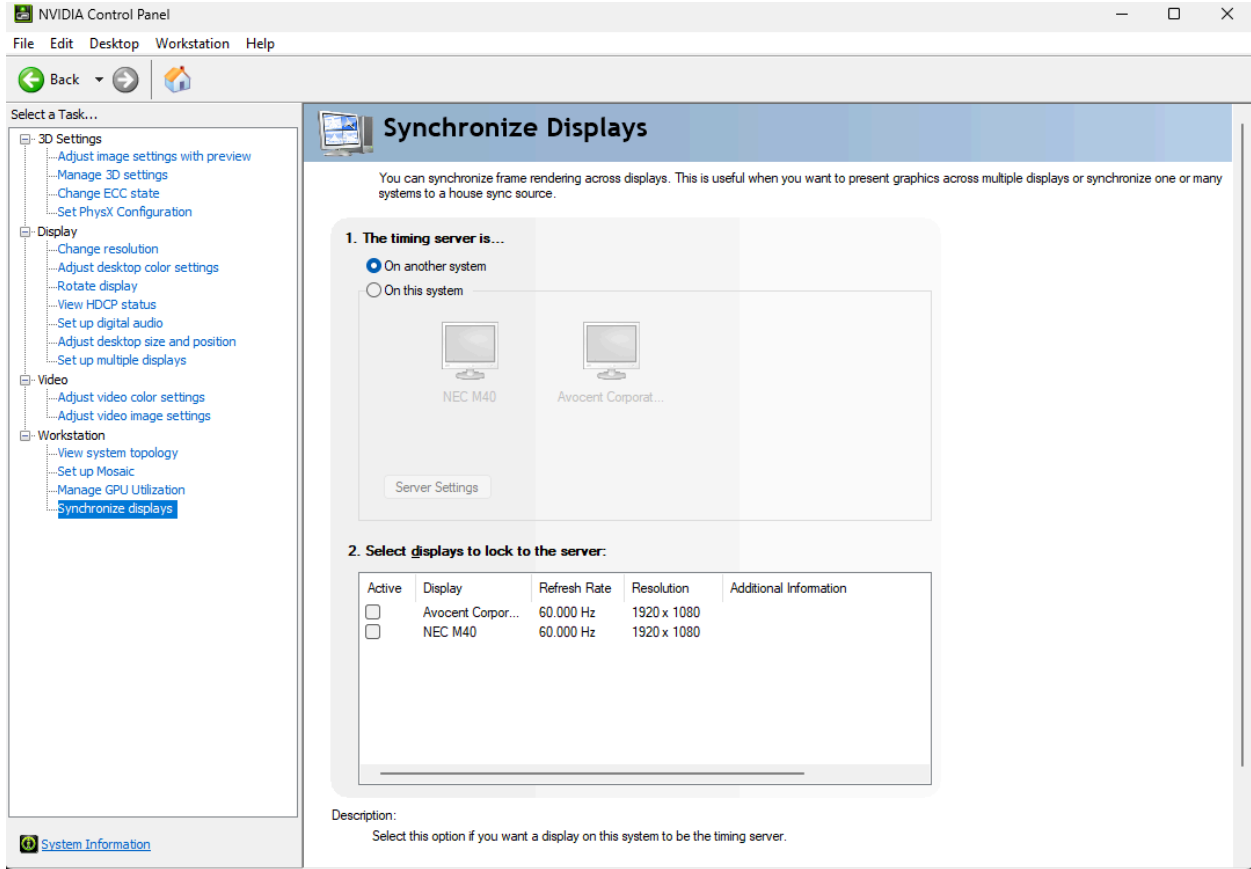 NVIDIA Control Panel
File Edit Desktop Workstation Help
Back
Select a Task...
3D Settings
Adjust image settings with preview
Manage 3D settings
Change ECC state
Set PhysX Configuration
Display
Change resolution
Adjust desktop color settings
Rotate display
View HDCP status
Set up digital audio
Adjust desktop size and position
Set up multiple displays
Video
Adjust video color settings
Adjust video image settings
Workstation
View system topology
Set up Mosaic
Manage GPU Utilization
Synchronize displays
System Information
Synchronize Displays
You can synchronize frame rendering across displays. This is useful when you want to present graphics across multiple displays or synchronize one or many
systems to a house sync source.
1. The timing server is...
On another system
On this system
NEC M40 Avocent Corporat...
Server Settings
2. Select displays to lock to the server:
Active Display Refresh Rate Resolution Additional Information
Avocent Corpor... 60.000 Hz 1920 x 1080
NEC M40 60.000 Hz 1920 x 1080
Description:
Select this option if you want a display on this system to be the timing server.